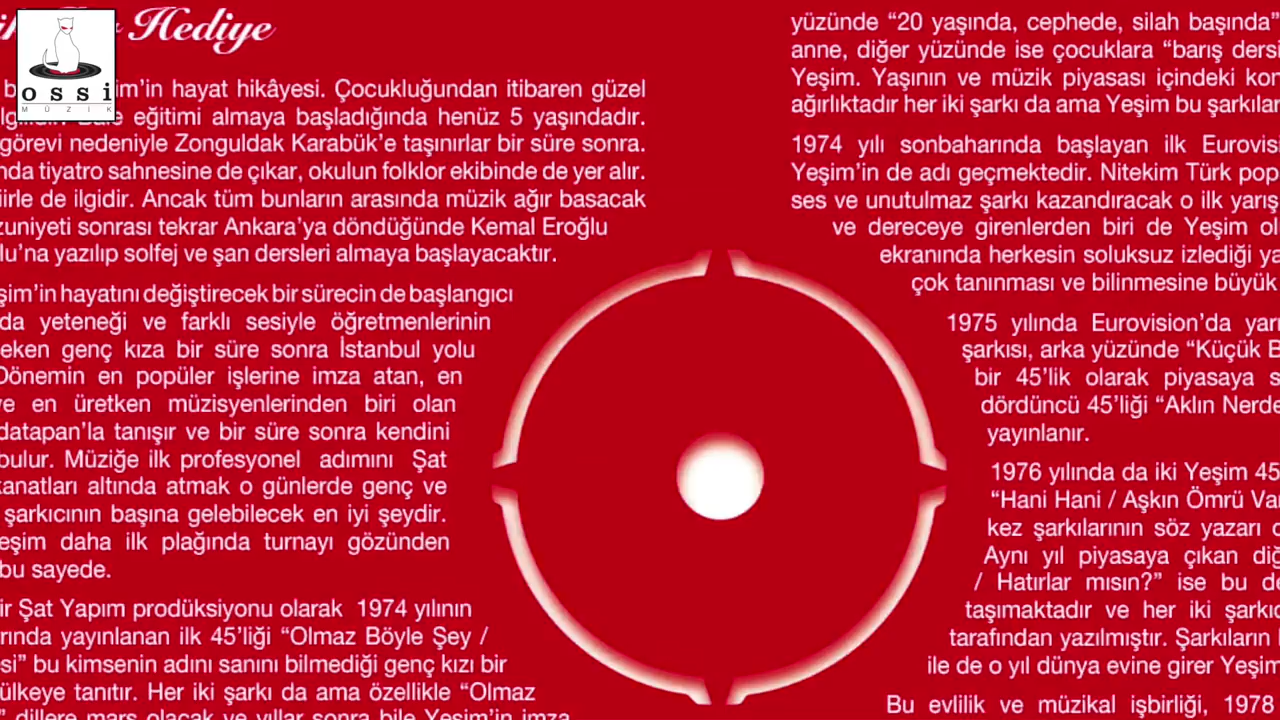 Hediye
ossi
MÜZİK
im'in hayat hikâyesi. Çocukluğundan itibaren güzel
eğitimi almaya başladığında henüz 5 yaşındadır.
görevi nedeniyle Zonguldak Karabük'e taşınırlar bir süre sonra.
nda tiyatro sahnesine de çıkar, okulun folklor ekibinde de yer alır.
iirle de ilgidir. Ancak tüm bunların arasında müzik ağır basacak
zuniyeti sonrası tekrar Ankara'ya döndüğünde Kemal Eroğlu
lu'na yazılıp solfej ve şan dersleri almaya başlayacaktır.
şim'in hayatını değiştirecek bir sürecin de başlangıcı
da yeteneği ve farklı sesiyle öğretmenlerinin
eken genç kıza bir süre sonra İstanbul yolu
Dönemin en popüler işlerine imza atan, en
ve en üretken müzisyenlerinden biri olan
datapan'la tanışır ve bir süre sonra kendini
bulur. Müziğe ilk profesyonel adımını Şat
kanatları altında atmak o günlerde genç ve
şarkıcının başına gelebilecek en iyi şeydir.
eşim daha ilk plağında turnayı gözünden
bu sayede.
ir Şat Yapım prodüksiyonu olarak 1974 yılının
rında yayınlanan ilk 45'liği “Olmaz Böyle Şey /
esi” bu kimsenin adını sanını bilmediği genç kızı bir
ülkeye tanıtır. Her iki şarkı da ama özellikle “Olmaz
” dillere marş olacak ve yıllar sonra bile Yeşim'in imza
yüzünde “20 yaşında, cephede, silah başında”
anne, diğer yüzünde ise çocuklara “barış dersi
Yeşim. Yaşının ve müzik piyasası içindeki kon
ağırlıktadır her iki şarkı da ama Yeşim bu şarkılar
1974 yılı sonbaharında başlayan ilk Eurovisi
Yeşim'in de adı geçmektedir. Nitekim Türk pop
ses ve unutulmaz şarkı kazandıracak o ilk yarış
ve dereceye girenlerden biri de Yeşim ol
ekranında herkesin soluksuz izlediği ya
çok tanınması ve bilinmesine büyük
1975 yılında Eurovision'da yar
şarkısı, arka yüzünde “Küçük B
bir 45'lik olarak piyasaya s
dördüncü 45'liği “Aklın Nerde
yayınlanır.
1976 yılında da iki Yeşim 45
“Hani Hani / Aşkın Ömrü Va
kez şarkılarının söz yazarı
Aynı yıl piyasaya çıkan diğ
/ Hatırlar mısın?” ise bu de
taşımaktadır ve her iki şarkı
tarafından yazılmıştır. Şarkıların
ile de o yıl dünya evine girer Yeşim
Bu evlilik ve müzikal işbirliği, 1978